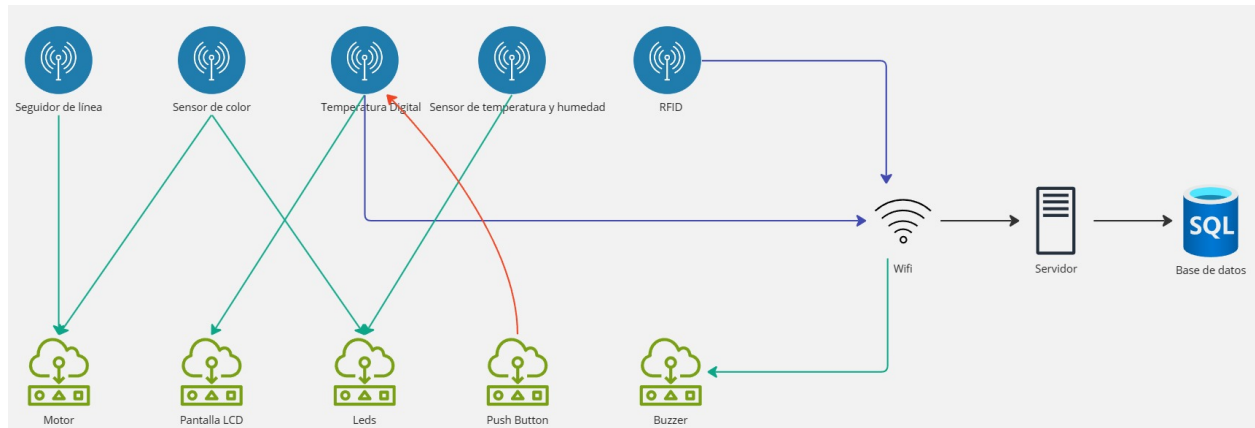 Seguidor de línea
Sensor de color
Temperatura Digital
Sensor de temperatura y humedad
RFID
Wifi
Servidor
SQL
Base de datos
Motor
Pantalla LCD
Leds
Push Button
Buzzer